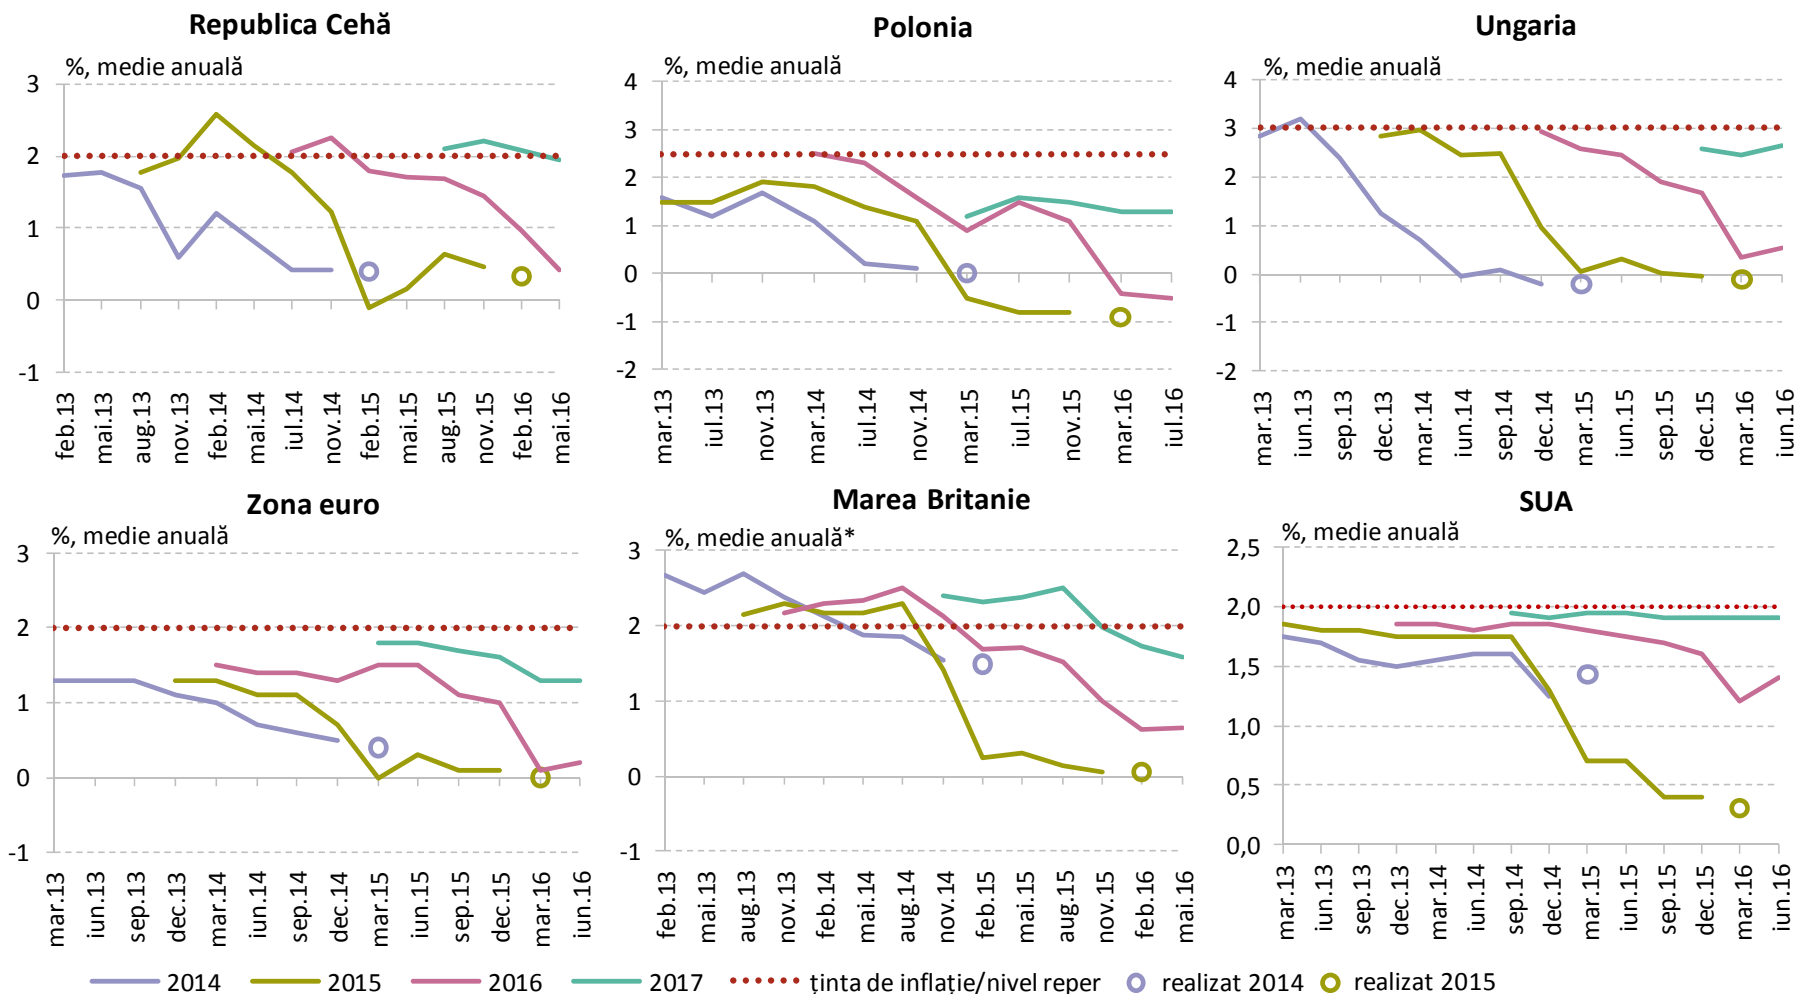 Republica Cehă
%, medie anuală
3
2
1
0
-1
feb.13
mai.13
aug.13
nov.13
feb.14
mai.14
iul.14
nov.14
feb.15
mai.15
aug.15
nov.15
feb.16
mai.16
Polonia
%, medie anuală
4
3
2
1
0
-1
-2
mar.13
iul.13
nov.13
mar.14
iul.14
nov.14
mar.15
iul.15
nov.15
mar.16
iul.16
Ungaria
%, medie anuală
4
3
2
1
0
-1
-2
mar.13
iun.13
sep.13
dec.13
mar.14
iun.14
sep.14
dec.14
mar.15
iun.15
sep.15
dec.15
mar.16
iun.16
Zona euro
%, medie anuală
3
2
1
0
-1
mar.13
iun.13
sep.13
dec.13
mar.14
iun.14
sep.14
dec.14
mar.15
iun.15
sep.15
dec.15
mar.16
iun.16
Marea Britanie
%, medie anuală*
3
2
1
0
-1
feb.13
mai.13
aug.13
nov.13
feb.14
mai.14
aug.14
nov.14
feb.15
mai.15
aug.15
nov.15
feb.16
mai.16
SUA
%, medie anuală
2,5
2,0
1,5
1,0
0,5
0,0
mar.13
iun.13
sep.13
dec.13
mar.14
iun.14
sep.14
dec.14
mar.15
iun.15
sep.15
dec.15
mar.16
iun.16
2014 2015 2016 2017 ținta de inflație/nivel reper realizat 2014 realizat 2015